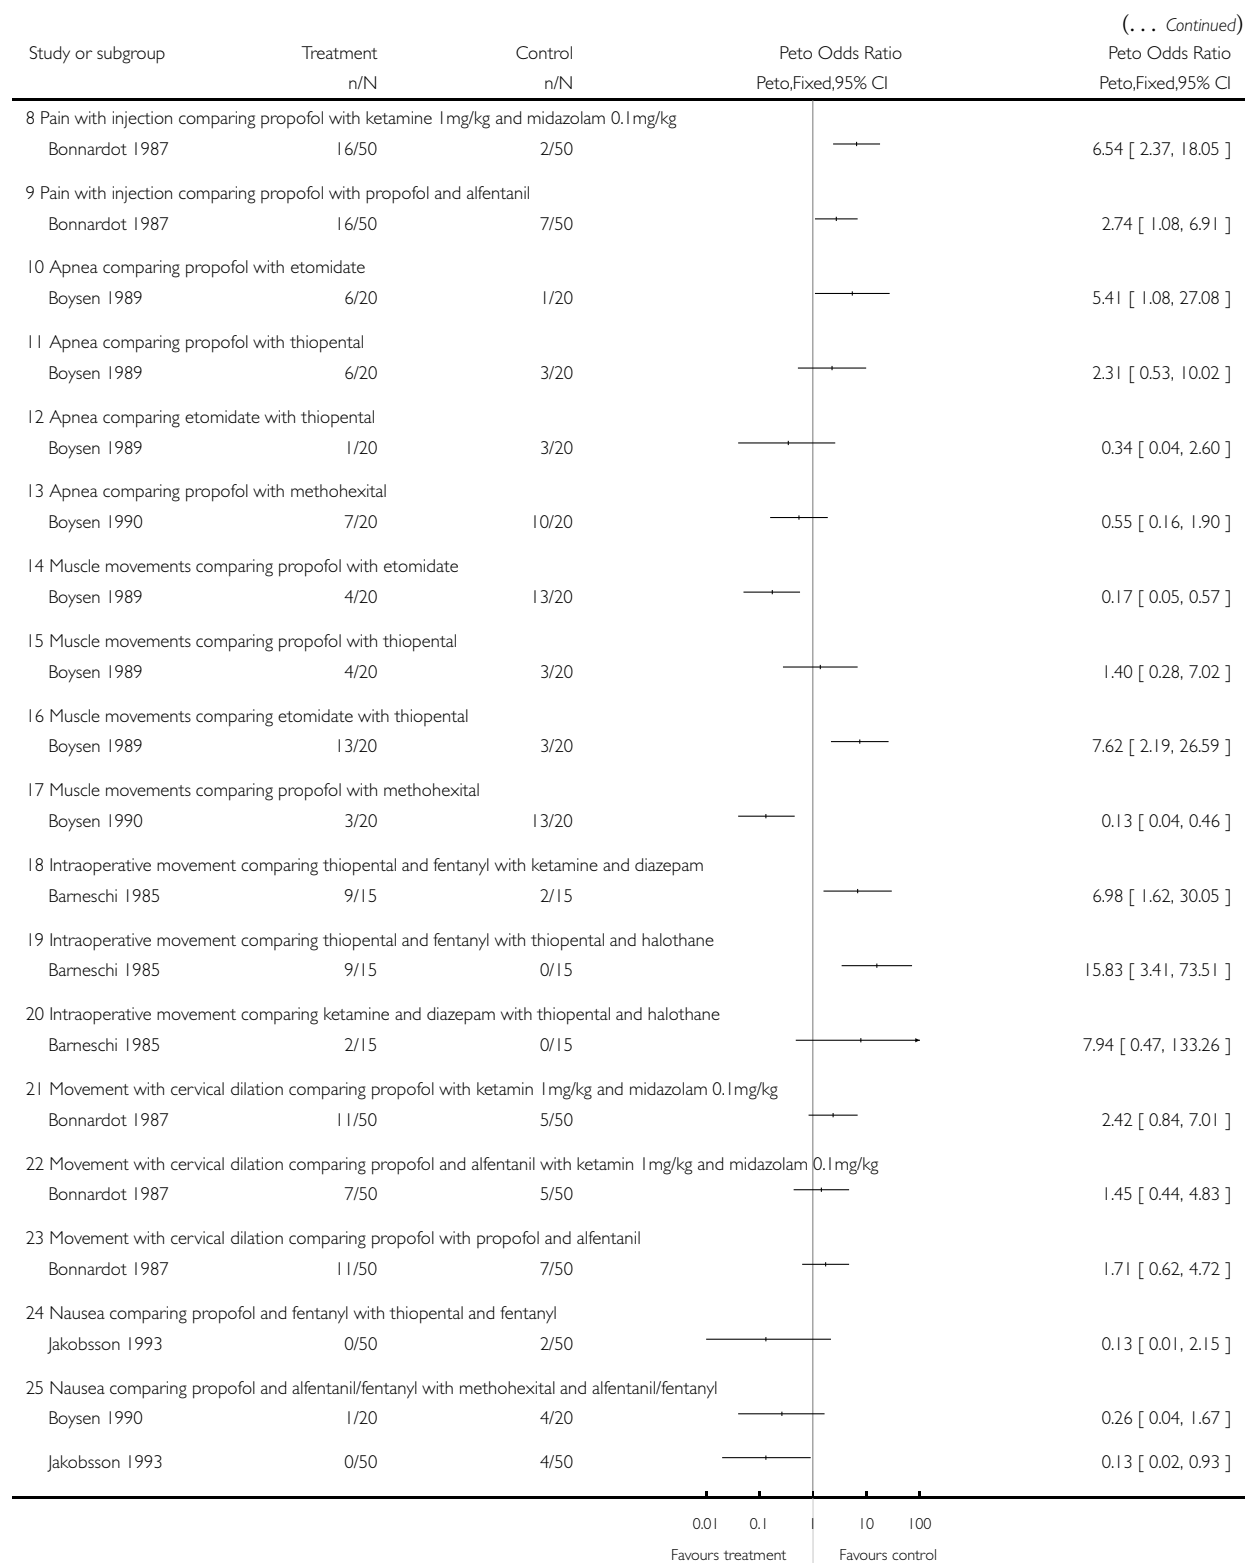 (... Continued)
Study or subgroup Treatment Control Peto Odds Ratio Peto Odds Ratio
n/N n/N Peto,Fixed,95% CI Peto,Fixed,95% CI
8 Pain with injection comparing propofol with ketamine 1mg/kg and midazolam 0.1mg/kg
Bonnardot 1987 16/50 2/50 6.54 [ 2.37, 18.05 ]
9 Pain with injection comparing propofol with propofol and alfentanil
Bonnardot 1987 16/50 7/50 2.74 [ 1.08, 6.91 ]
10 Apnea comparing propofol with etomidate
Boysen 1989 6/20 1/20 5.41 [ 1.08, 27.08 ]
11 Apnea comparing propofol with thiopental
Boysen 1989 6/20 3/20 2.31 [ 0.53, 10.02 ]
12 Apnea comparing etomidate with thiopental
Boysen 1989 1/20 3/20 0.34 [ 0.04, 2.60 ]
13 Apnea comparing propofol with methohexital
Boysen 1990 7/20 10/20 0.55 [ 0.16, 1.90 ]
14 Muscle movements comparing propofol with etomidate
Boysen 1989 4/20 13/20 0.17 [ 0.05, 0.57 ]
15 Muscle movements comparing propofol with thiopental
Boysen 1989 4/20 3/20 1.40 [ 0.28, 7.02 ]
16 Muscle movements comparing etomidate with thiopental
Boysen 1989 13/20 3/20 7.62 [ 2.19, 26.59 ]
17 Muscle movements comparing propofol with methohexital
Boysen 1990 3/20 13/20 0.13 [ 0.04, 0.46 ]
18 Intraoperative movement comparing thiopental and fentanyl with ketamine and diazepam
Barneschi 1985 9/15 2/15 6.98 [ 1.62, 30.05 ]
19 Intraoperative movement comparing thiopental and fentanyl with thiopental and halothane
Barneschi 1985 9/15 0/15 15.83 [ 3.41, 73.51 ]
20 Intraoperative movement comparing ketamine and diazepam with thiopental and halothane
Barneschi 1985 2/15 0/15 7.94 [ 0.47, 133.26 ]
21 Movement with cervical dilation comparing propofol with ketamin 1mg/kg and midazolam 0.1mg/kg
Bonnardot 1987 11/50 5/50 2.42 [ 0.84, 7.01 ]
22 Movement with cervical dilation comparing propofol and alfentanil with ketamin 1mg/kg and midazolam 0.1mg/kg
Bonnardot 1987 7/50 5/50 1.45 [ 0.44, 4.83 ]
23 Movement with cervical dilation comparing propofol with propofol and alfentanil
Bonnardot 1987 11/50 7/50 1.71 [ 0.62, 4.72 ]
24 Nausea comparing propofol and fentanyl with thiopental and fentanyl
Jakobsson 1993 0/50 2/50 0.13 [ 0.01, 2.15 ]
25 Nausea comparing propofol and alfentanil/fentanyl with methohexital and alfentanil/fentanyl
Boysen 1990 1/20 4/20 0.26 [ 0.04, 1.67 ]
Jakobsson 1993 0/50 4/50 0.13 [ 0.02, 0.93 ]
0.01 0.1 1 10 100
Favours treatment Favours control